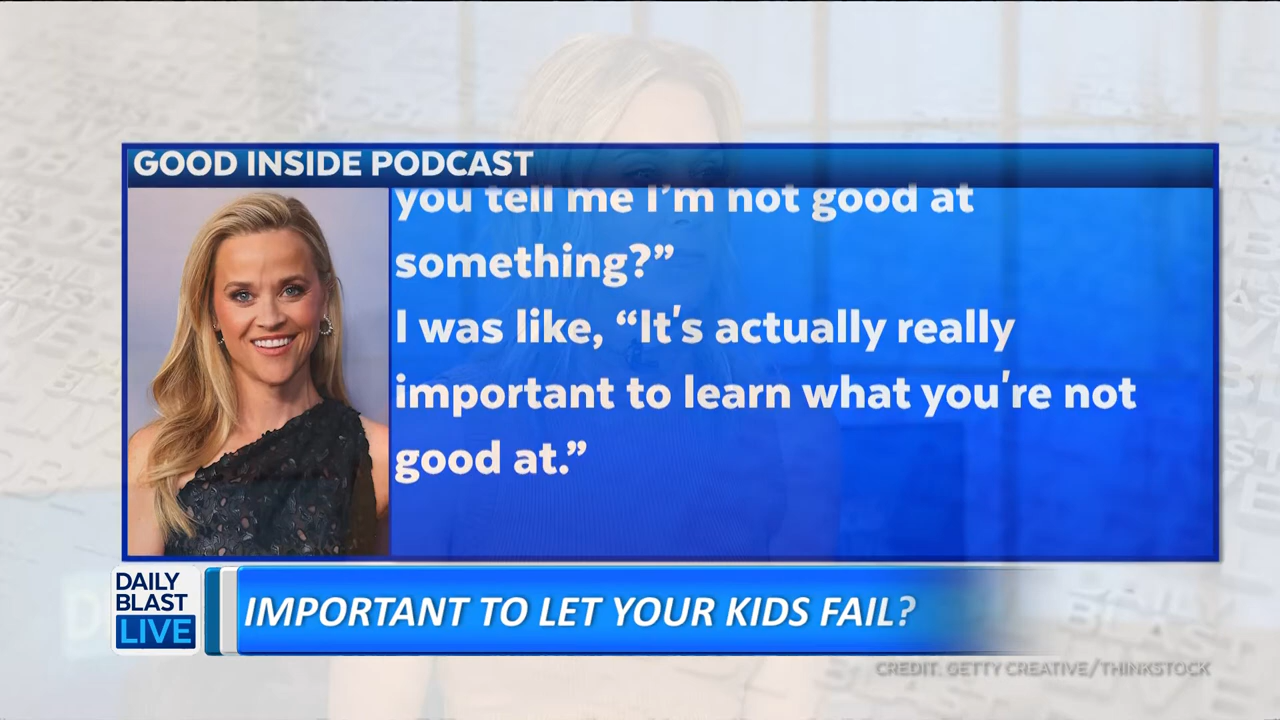 GOOD INSIDE PODCAST
you tell me I'm not good at
something?”
I was like, “It's actually really
important to learn what you're not
good at.”
DAILY
BLAST
LIVE
IMPORTANT TO LET YOUR KIDS FAIL?
CREDIT: GETTY CREATIVE/THINKSTOCK